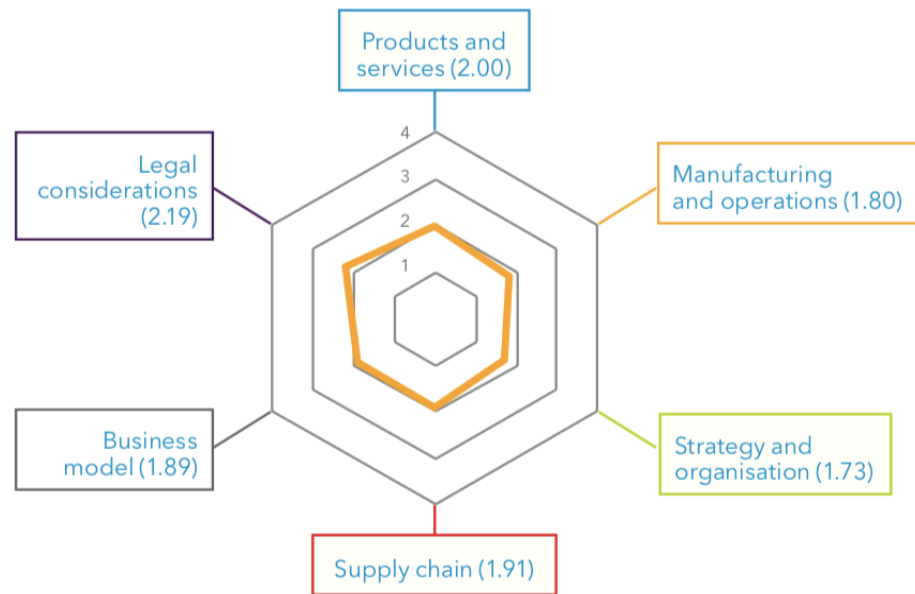 Products and
services (2.00)
4
Legal
considerations
(2.19)
3
Manufacturing
and operations (1.80)
2
1
Business
model (1.89)
Strategy and
organisation (1.73)
Supply chain (1.91)